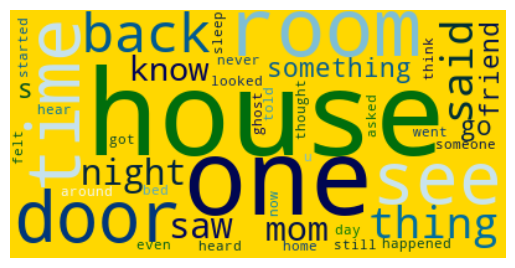 started
time
back
sleep
room
think
said
friend
know
never
something
looked
s
hear
house
ghost
told
thought
asked
go
went
someone
felt
got
u
night
one
see
around
bed
door
saw
now
mom
day
thing
even
heard
home
still
happened